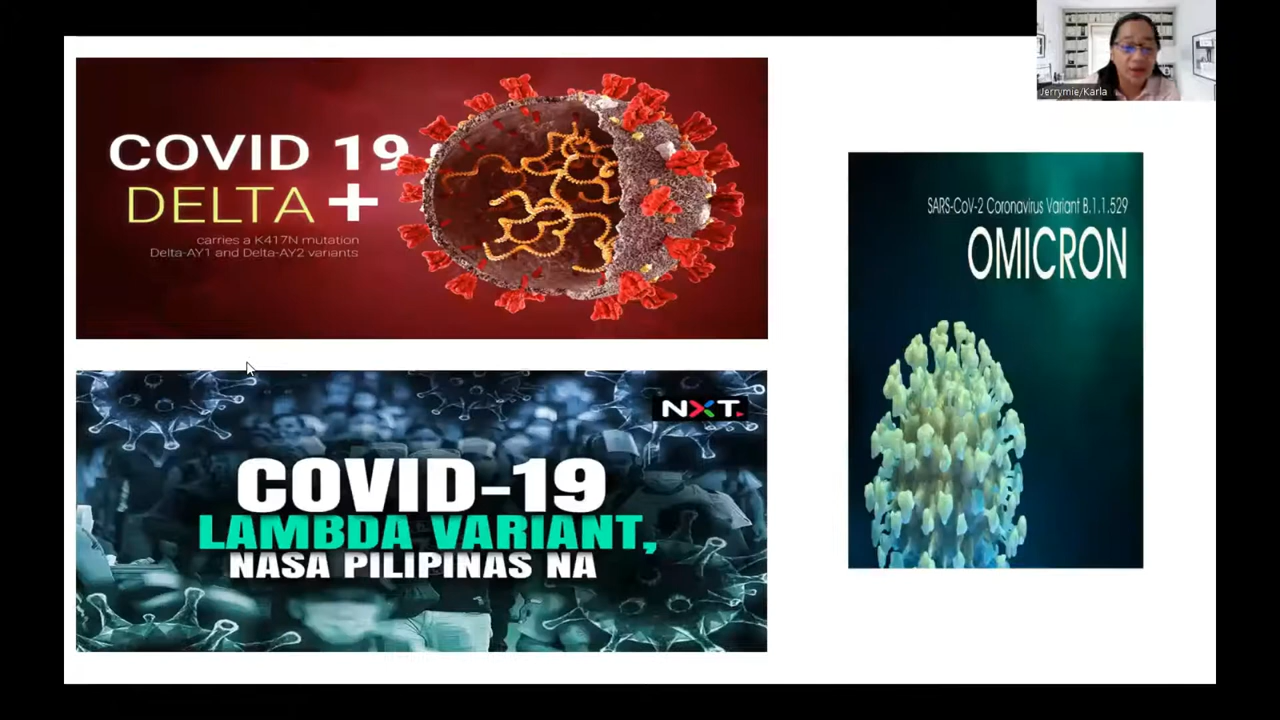 Jerrymie/Karla
COVID 19
DELTA +
carries a K417N mutation
Delta-AY1 and Delta-AY2 variants
SARS-CoV-2 Coronavirus Variant B.1.1.529
OMICRON
NXT
COVID-19
LAMBDA VARIANT,
NASA PILIPINAS NA